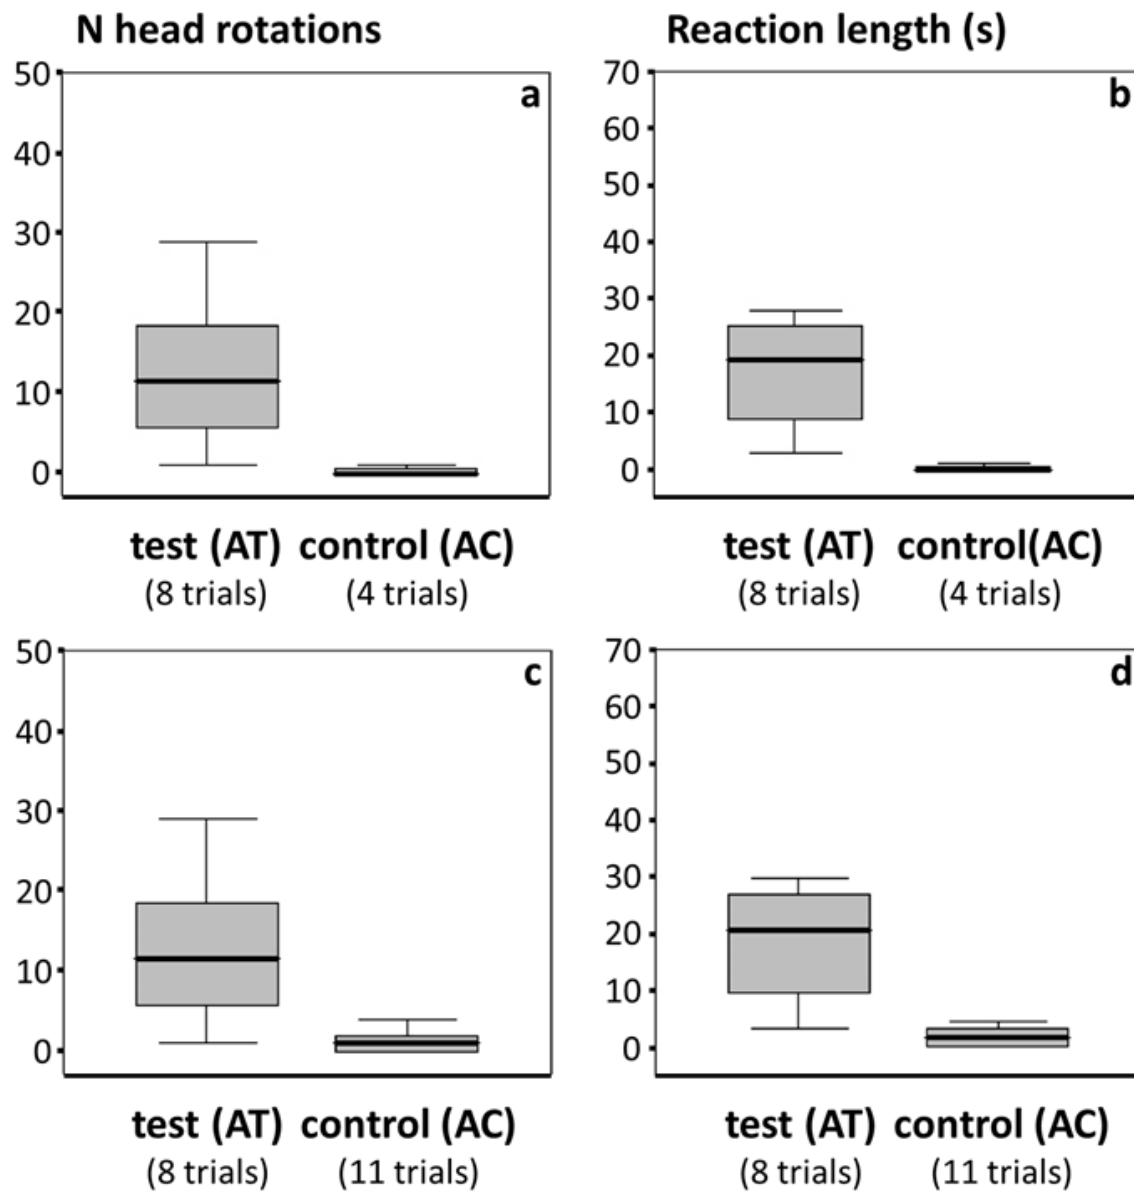 N head rotations
Reaction length (s)
50
40
30
20
10
0
a
test (AT) control (AC)
(8 trials) (4 trials)
70
60
50
40
30
20
10
0
b
test (AT) control(AC)
(8 trials) (4 trials)
50
40
30
20
10
0
c
test (AT) control (AC)
(8 trials) (11 trials)
70
60
50
40
30
20
10
0
d
test (AT) control (AC)
(8 trials) (11 trials)